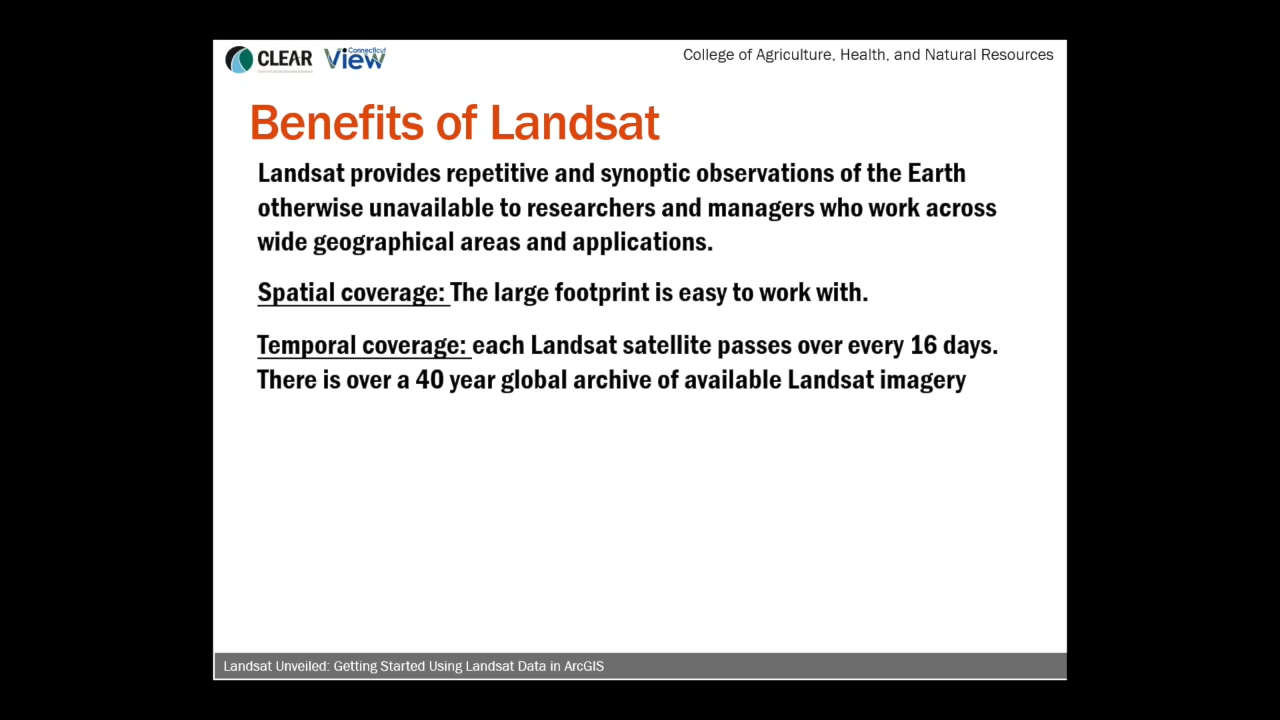 CLEAR
Connecticut
View
College of Agriculture, Health, and Natural Resources
Benefits of Landsat
Landsat provides repetitive and synoptic observations of the Earth
otherwise unavailable to researchers and managers who work across
wide geographical areas and applications.
Spatial coverage: The large footprint is easy to work with.
Temporal coverage: each Landsat satellite passes over every 16 days.
There is over a 40 year global archive of available Landsat imagery
Landsat Unveiled: Getting Started Using Landsat Data in ArcGIS